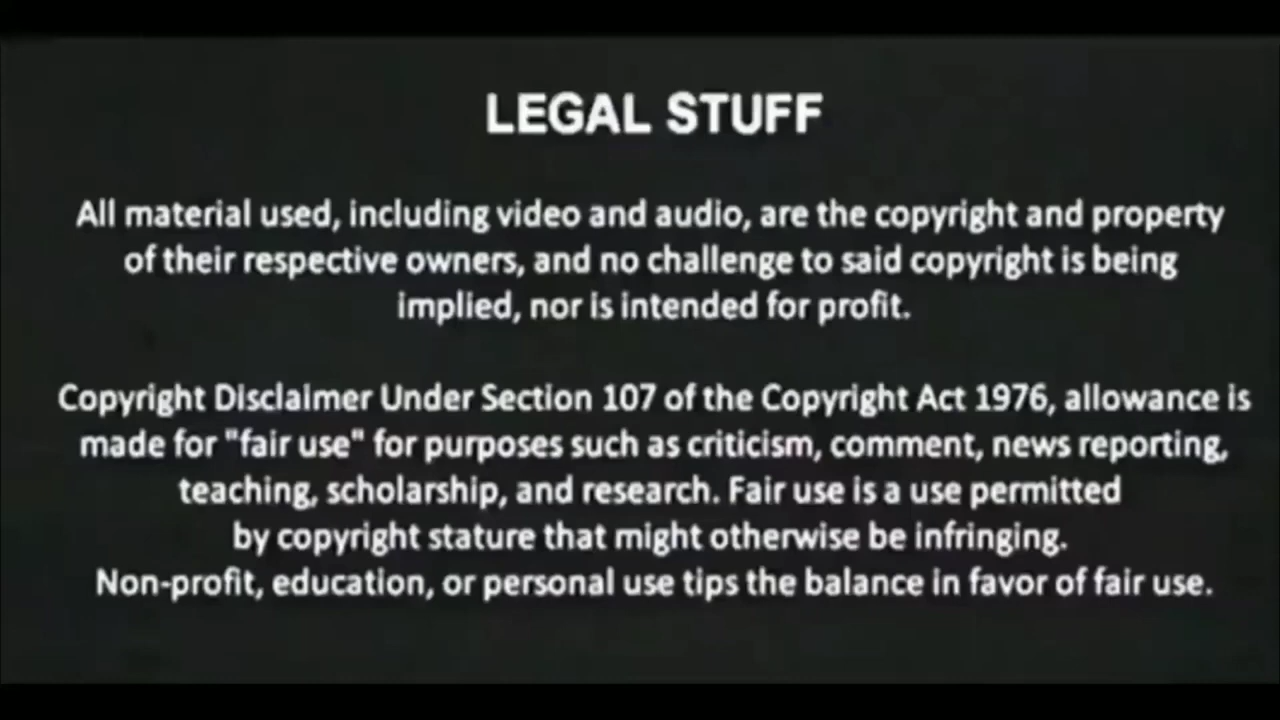 LEGAL STUFF
All material used, including video and audio, are the copyright and property
of their respective owners, and no challenge to said copyright is being
implied, nor is intended for profit.
Copyright Disclaimer Under Section 107 of the Copyright Act 1976, allowance is
made for "fair use" for purposes such as criticism, comment, news reporting,
teaching, scholarship, and research. Fair use is a use permitted
by copyright stature that might otherwise be infringing.
Non-profit, education, or personal use tips the balance in favor of fair use.